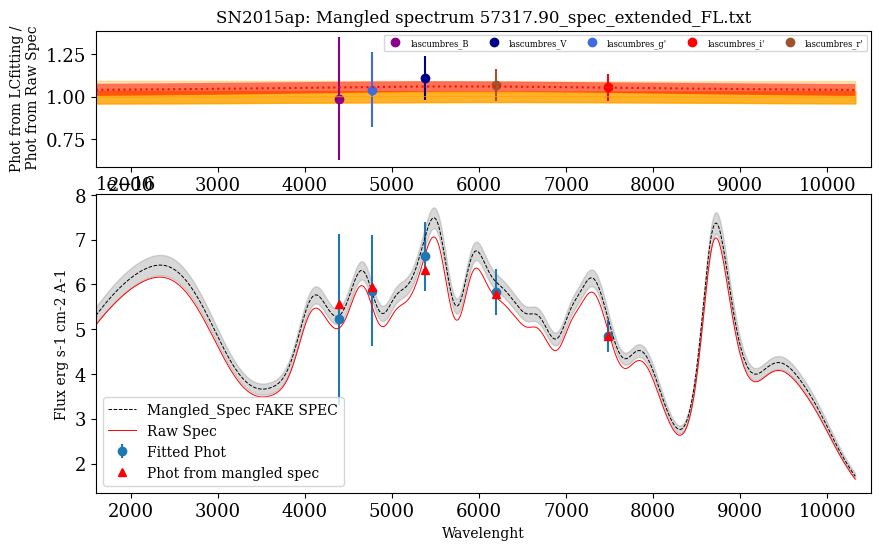 SN2015ap: Mangled spectrum 57317.90_spec_extended_FL.txt
Phot from LCfitting /
Phot from Raw Spec
1.25
1.00
0.75
lascumbres_B
lascumbres_V
lascumbres_g'
lascumbres_i'
lascumbres_r'
2000 3000 4000 5000 6000 7000 8000 9000 10000
1e−16
Flux erg s-1 cm-2 A-1
8
7
6
5
4
3
2
Mangled_Spec FAKE SPEC
Raw Spec
Fitted Phot
Phot from mangled spec
2000 3000 4000 5000 6000 7000 8000 9000 10000
Wavelenght